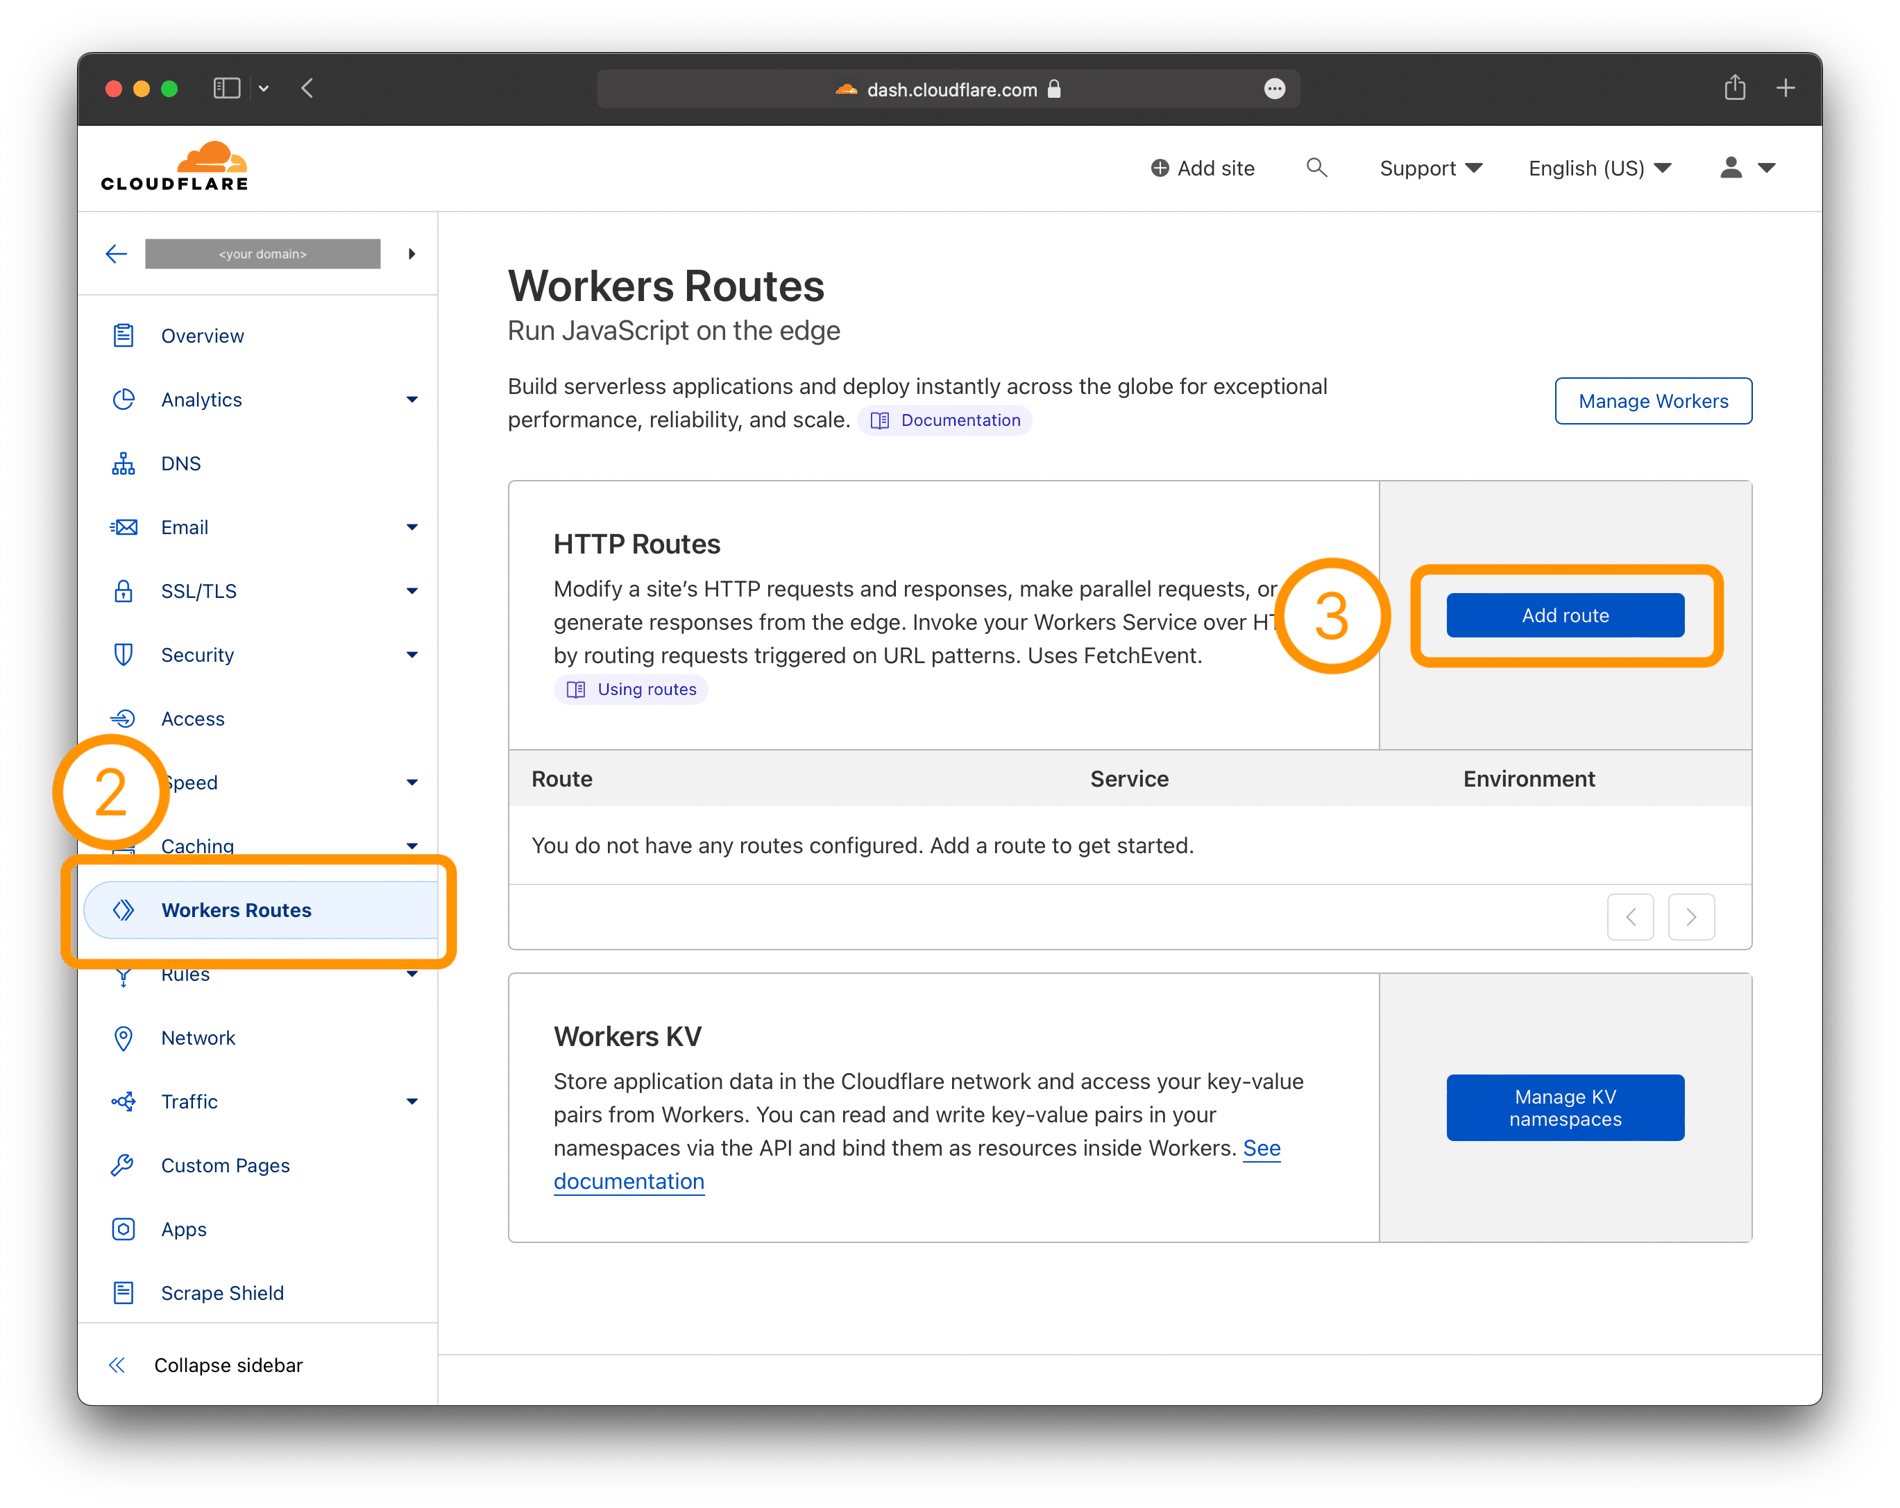 dash.cloudflare.com
CLOUDFLARE
Add site
Support
English (US)
<your domain>
Overview
Analytics
DNS
Email
SSL/TLS
Security
Access
2
Speed
Caching
Workers Routes
Rules
Network
Traffic
Custom Pages
Apps
Scrape Shield
Collapse sidebar
Workers Routes
Run JavaScript on the edge
Build serverless applications and deploy instantly across the globe for exceptional
performance, reliability, and scale. Documentation
Manage Workers
HTTP Routes
Modify a site’s HTTP requests and responses, make parallel requests, or
generate responses from the edge. Invoke your Workers Service over HT
by routing requests triggered on URL patterns. Uses FetchEvent.
Using routes
3
Add route
Route Service Environment
You do not have any routes configured. Add a route to get started.
Workers KV
Store application data in the Cloudflare network and access your key-value
pairs from Workers. You can read and write key-value pairs in your
namespaces via the API and bind them as resources inside Workers. See
documentation
Manage KV
namespaces